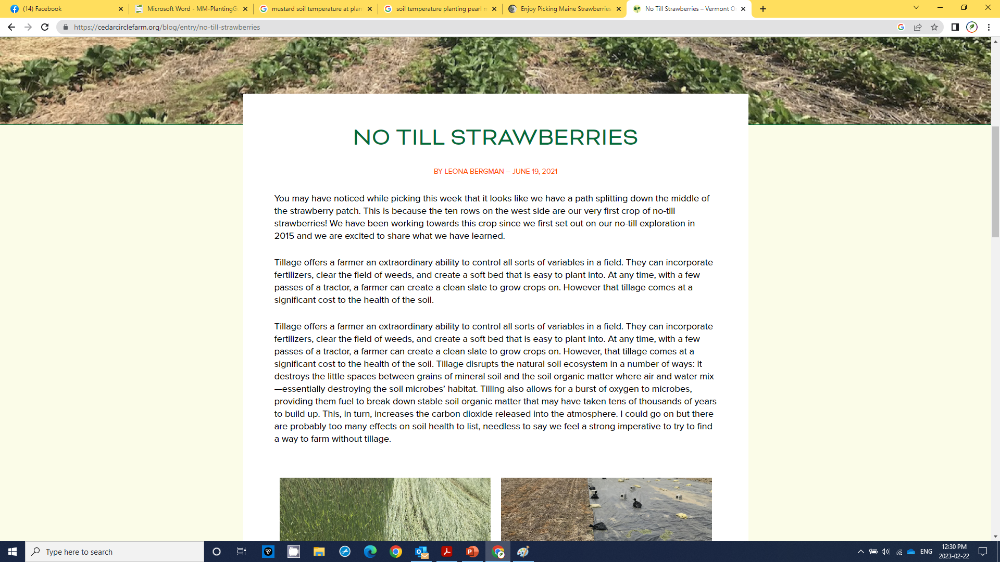 (14) Facebook
Microsoft Word - MM-PlantingG
mustard soil temperature at plan
soil temperature planting pearl m
Enjoy Picking Maine Strawberries
No Till Strawberries – Vermont O
https://cedarcirclefarm.org/blog/entry/no-till-strawberries
NO TILL STRAWBERRIES
BY LEONA BERGMAN – JUNE 19, 2021
You may have noticed while picking this week that it looks like we have a path splitting down the middle of
the strawberry patch. This is because the ten rows on the west side are our very first crop of no-till
strawberries! We have been working towards this crop since we first set out on our no-till exploration in
2015 and we are excited to share what we have learned.
Tillage offers a farmer an extraordinary ability to control all sorts of variables in a field. They can incorporate
fertilizers, clear the field of weeds, and create a soft bed that is easy to plant into. At any time, with a few
passes of a tractor, a farmer can create a clean slate to grow crops on. However that tillage comes at a
significant cost to the health of the soil.
Tillage offers a farmer an extraordinary ability to control all sorts of variables in a field. They can incorporate
fertilizers, clear the field of weeds, and create a soft bed that is easy to plant into. At any time, with a few
passes of a tractor, a farmer can create a clean slate to grow crops on. However, that tillage comes at a
significant cost to the health of the soil. Tillage disrupts the natural soil ecosystem in a number of ways: it
destroys the little spaces between grains of mineral soil and the soil organic matter where air and water mix
—essentially destroying the soil microbes’ habitat. Tilling also allows for a burst of oxygen to microbes,
providing them fuel to break down stable soil organic matter that may have taken tens of thousands of years
to build up. This, in turn, increases the carbon dioxide released into the atmosphere. I could go on but there
are probably too many effects on soil health to list, needless to say we feel a strong imperative to try to find
a way to farm without tillage.
Type here to search
ENG
12:30 PM
2023-02-22